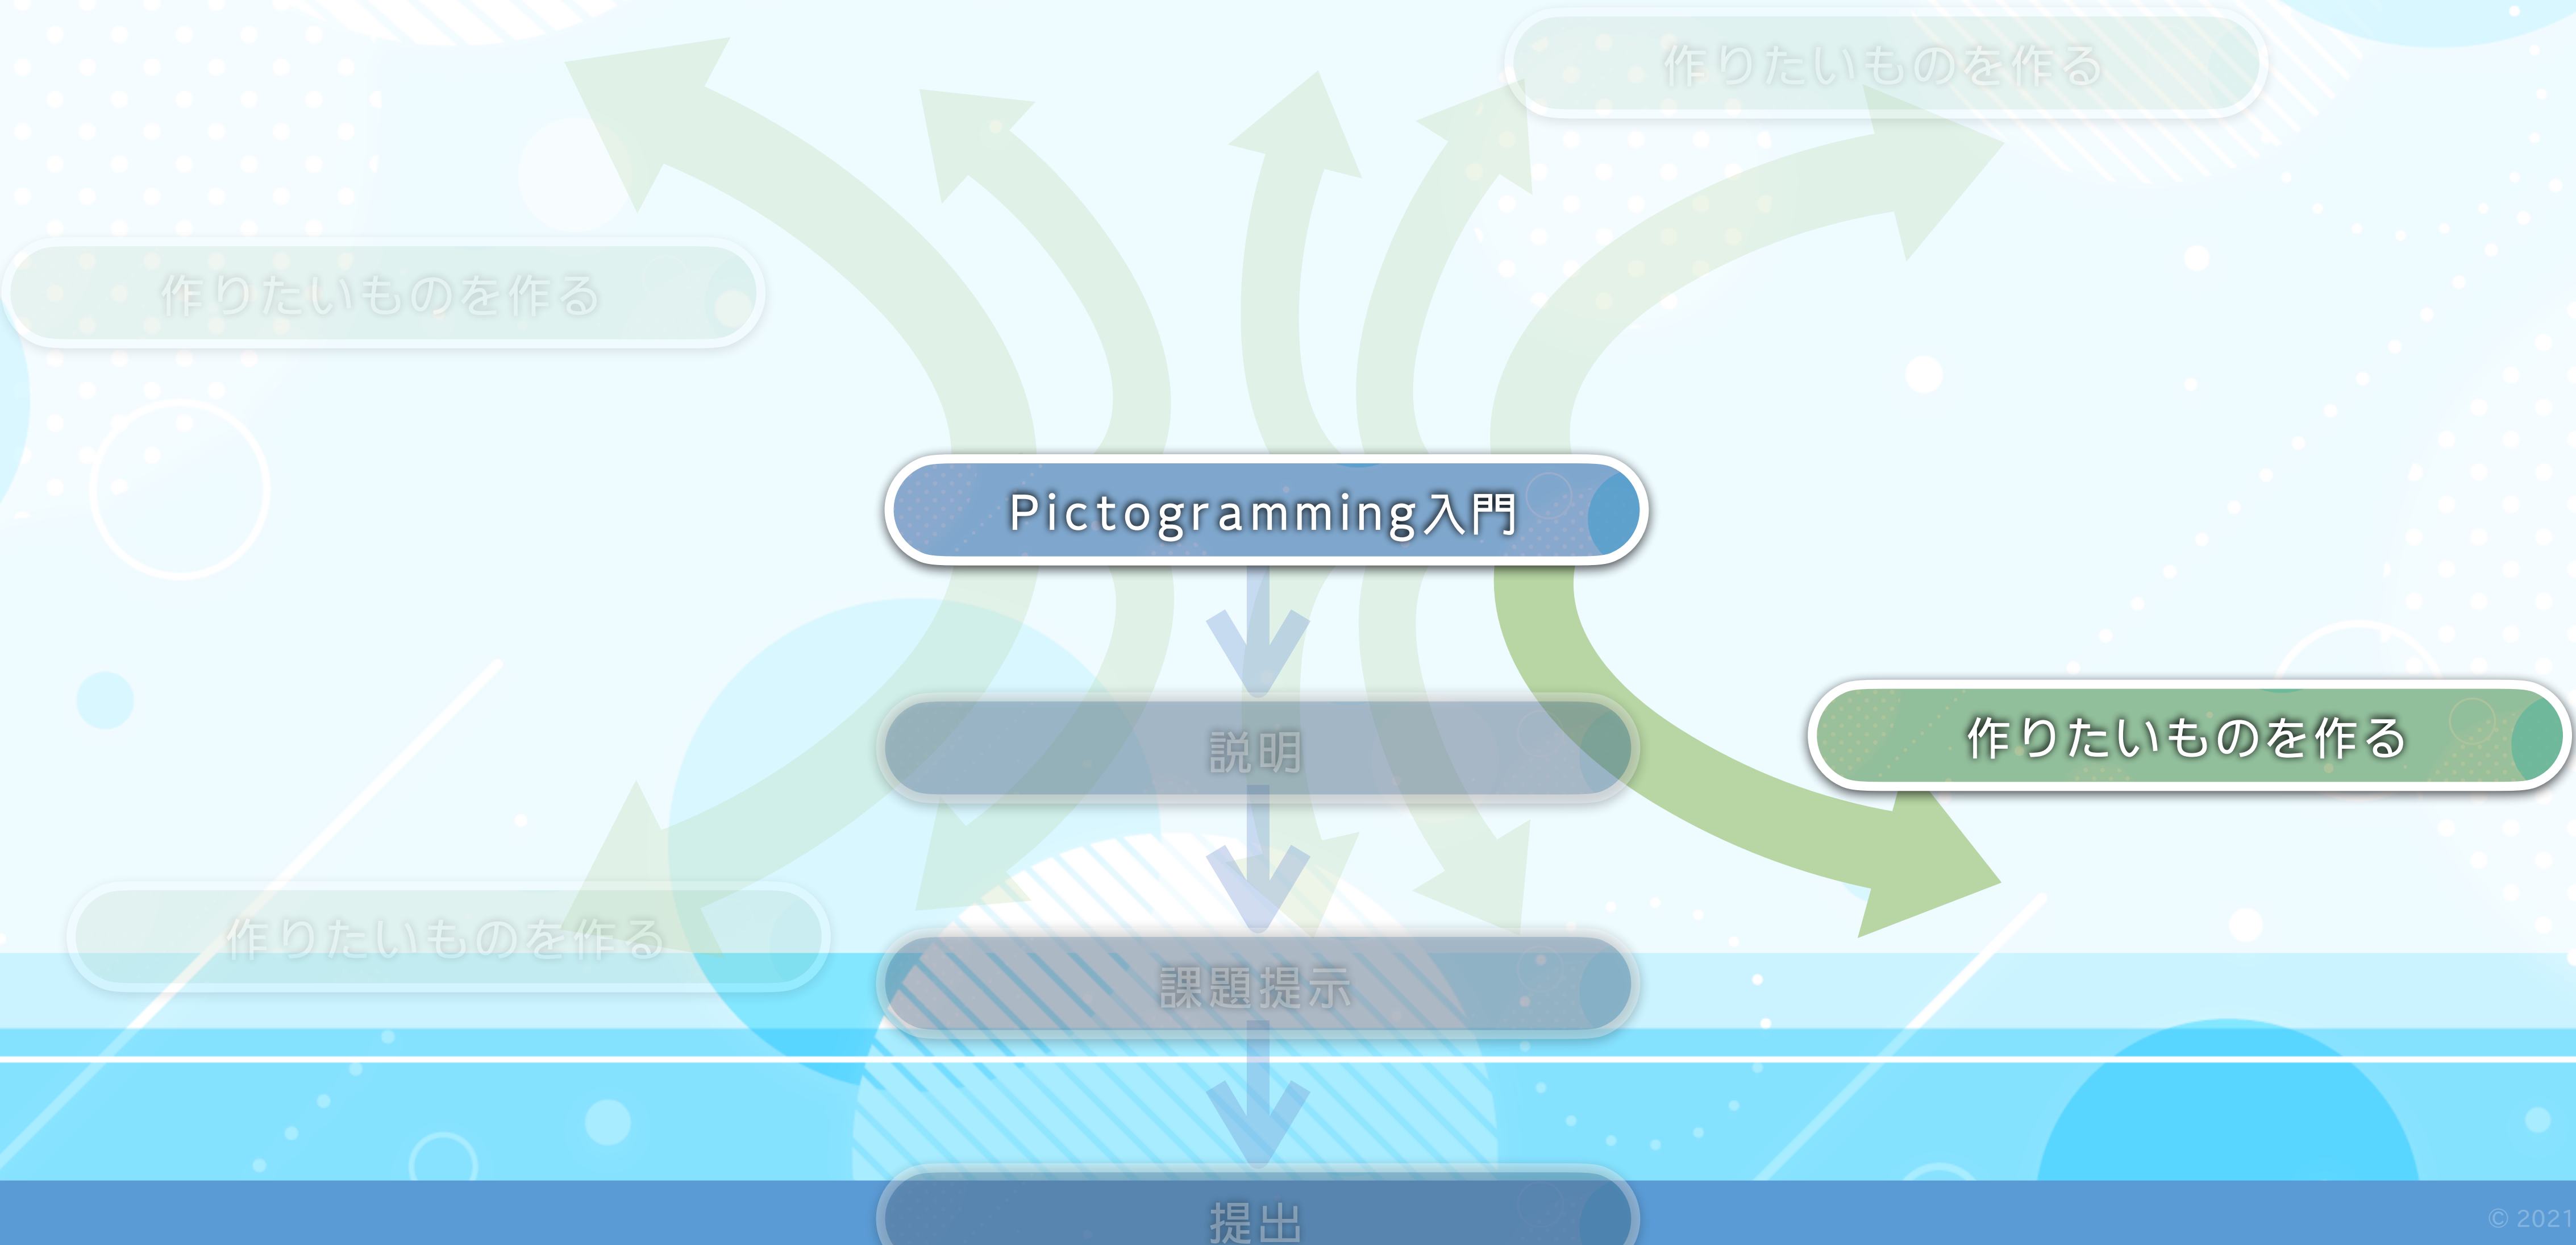 作りたいものを作る
作りたいものを作る
Pictogramming入門
説明
作りたいものを作る
作りたいものを作る
課題提示
提出
© 2021